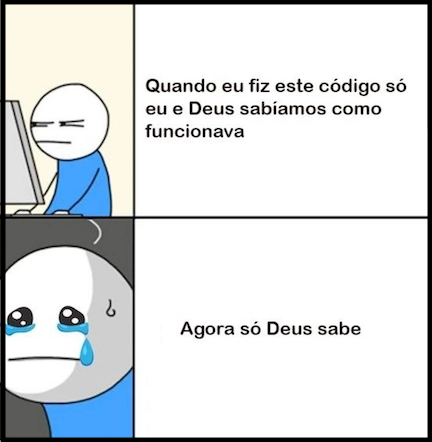 Quando eu fiz este código só
eu e Deus sabíamos como
funcionava
Agora só Deus sabe